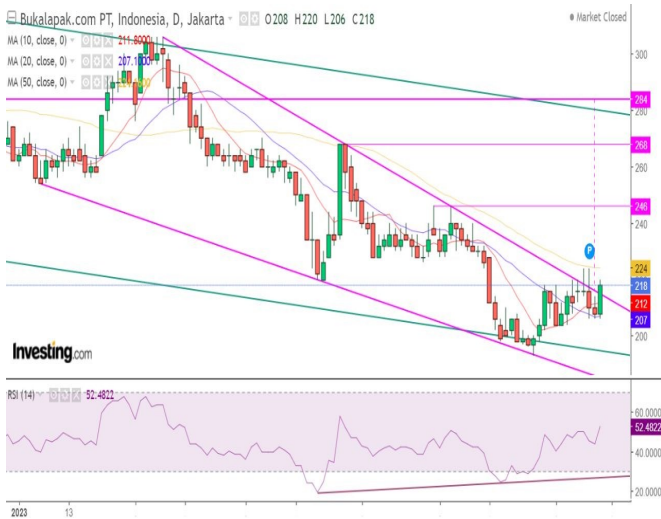 Bukalapak.com PT, Indonesia, D, Jakarta O208 H220 L206 C218
Market Closed
MA (10, close, 0) 211.8000
MA (20, close, 0) 207.1000
MA (50, close, 0)
300
284
280
268
260
246
240
P
224
218
212
207
200
Investing.com
RSI (14) 52.4822
60.0000
52.4822
40.0000
20.0000
2023 13